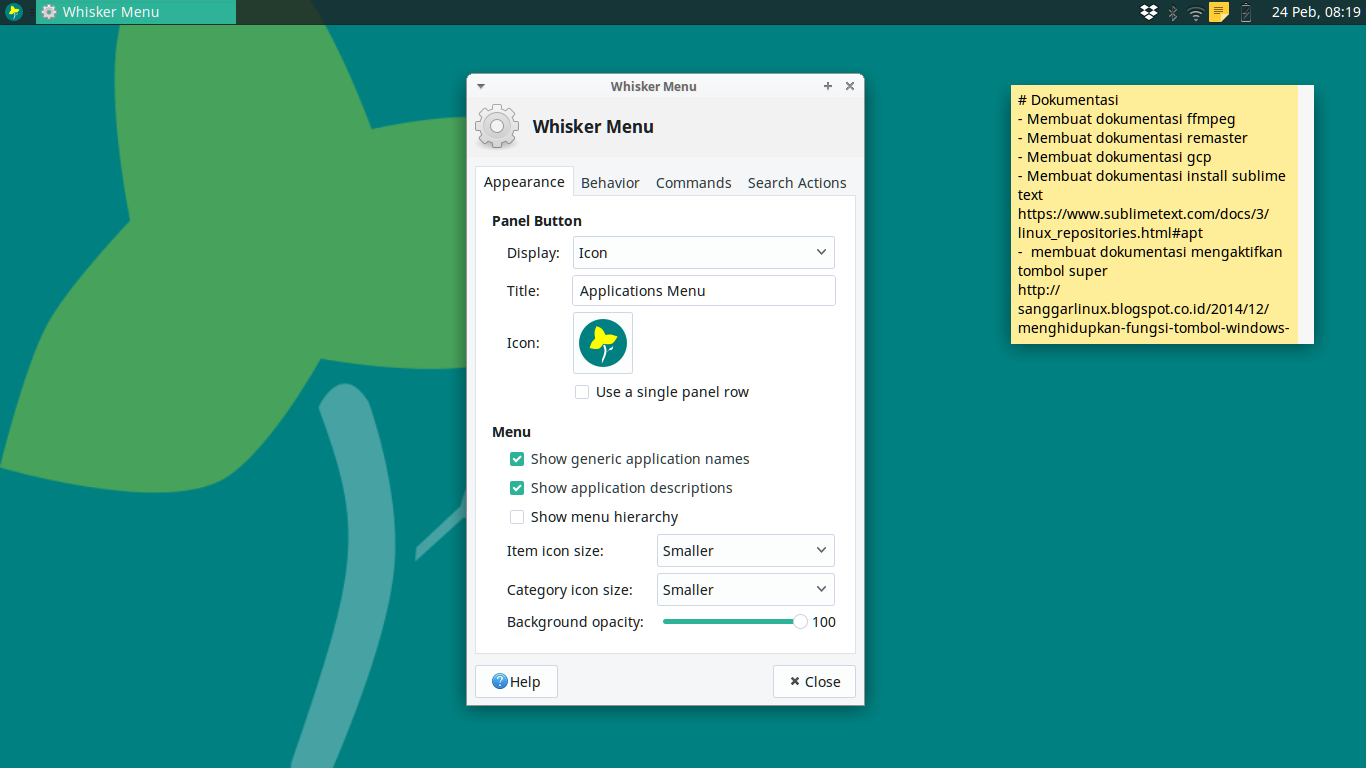 Whisker Menu
24 Peb, 08:19
Whisker Menu
Whisker Menu
Appearance Behavior Commands Search Actions
Panel Button
Display: Icon
Title: Applications Menu
Icon:
Use a single panel row
Menu
Show generic application names
Show application descriptions
Show menu hierarchy
Item icon size: Smaller
Category icon size: Smaller
Background opacity: 100
Help Close
# Dokumentasi
- Membuat dokumentasi ffmpeg
- Membuat dokumentasi remaster
- Membuat dokumentasi gcp
- Membuat dokumentasi install sublime
text
https://www.sublimetext.com/docs/3/
linux_repositories.html#apt
-  membuat dokumentasi mengaktifkan
tombol super
http://
sanggarlinux.blogspot.co.id/2014/12/
menghidupkan-fungsi-tombol-windows-